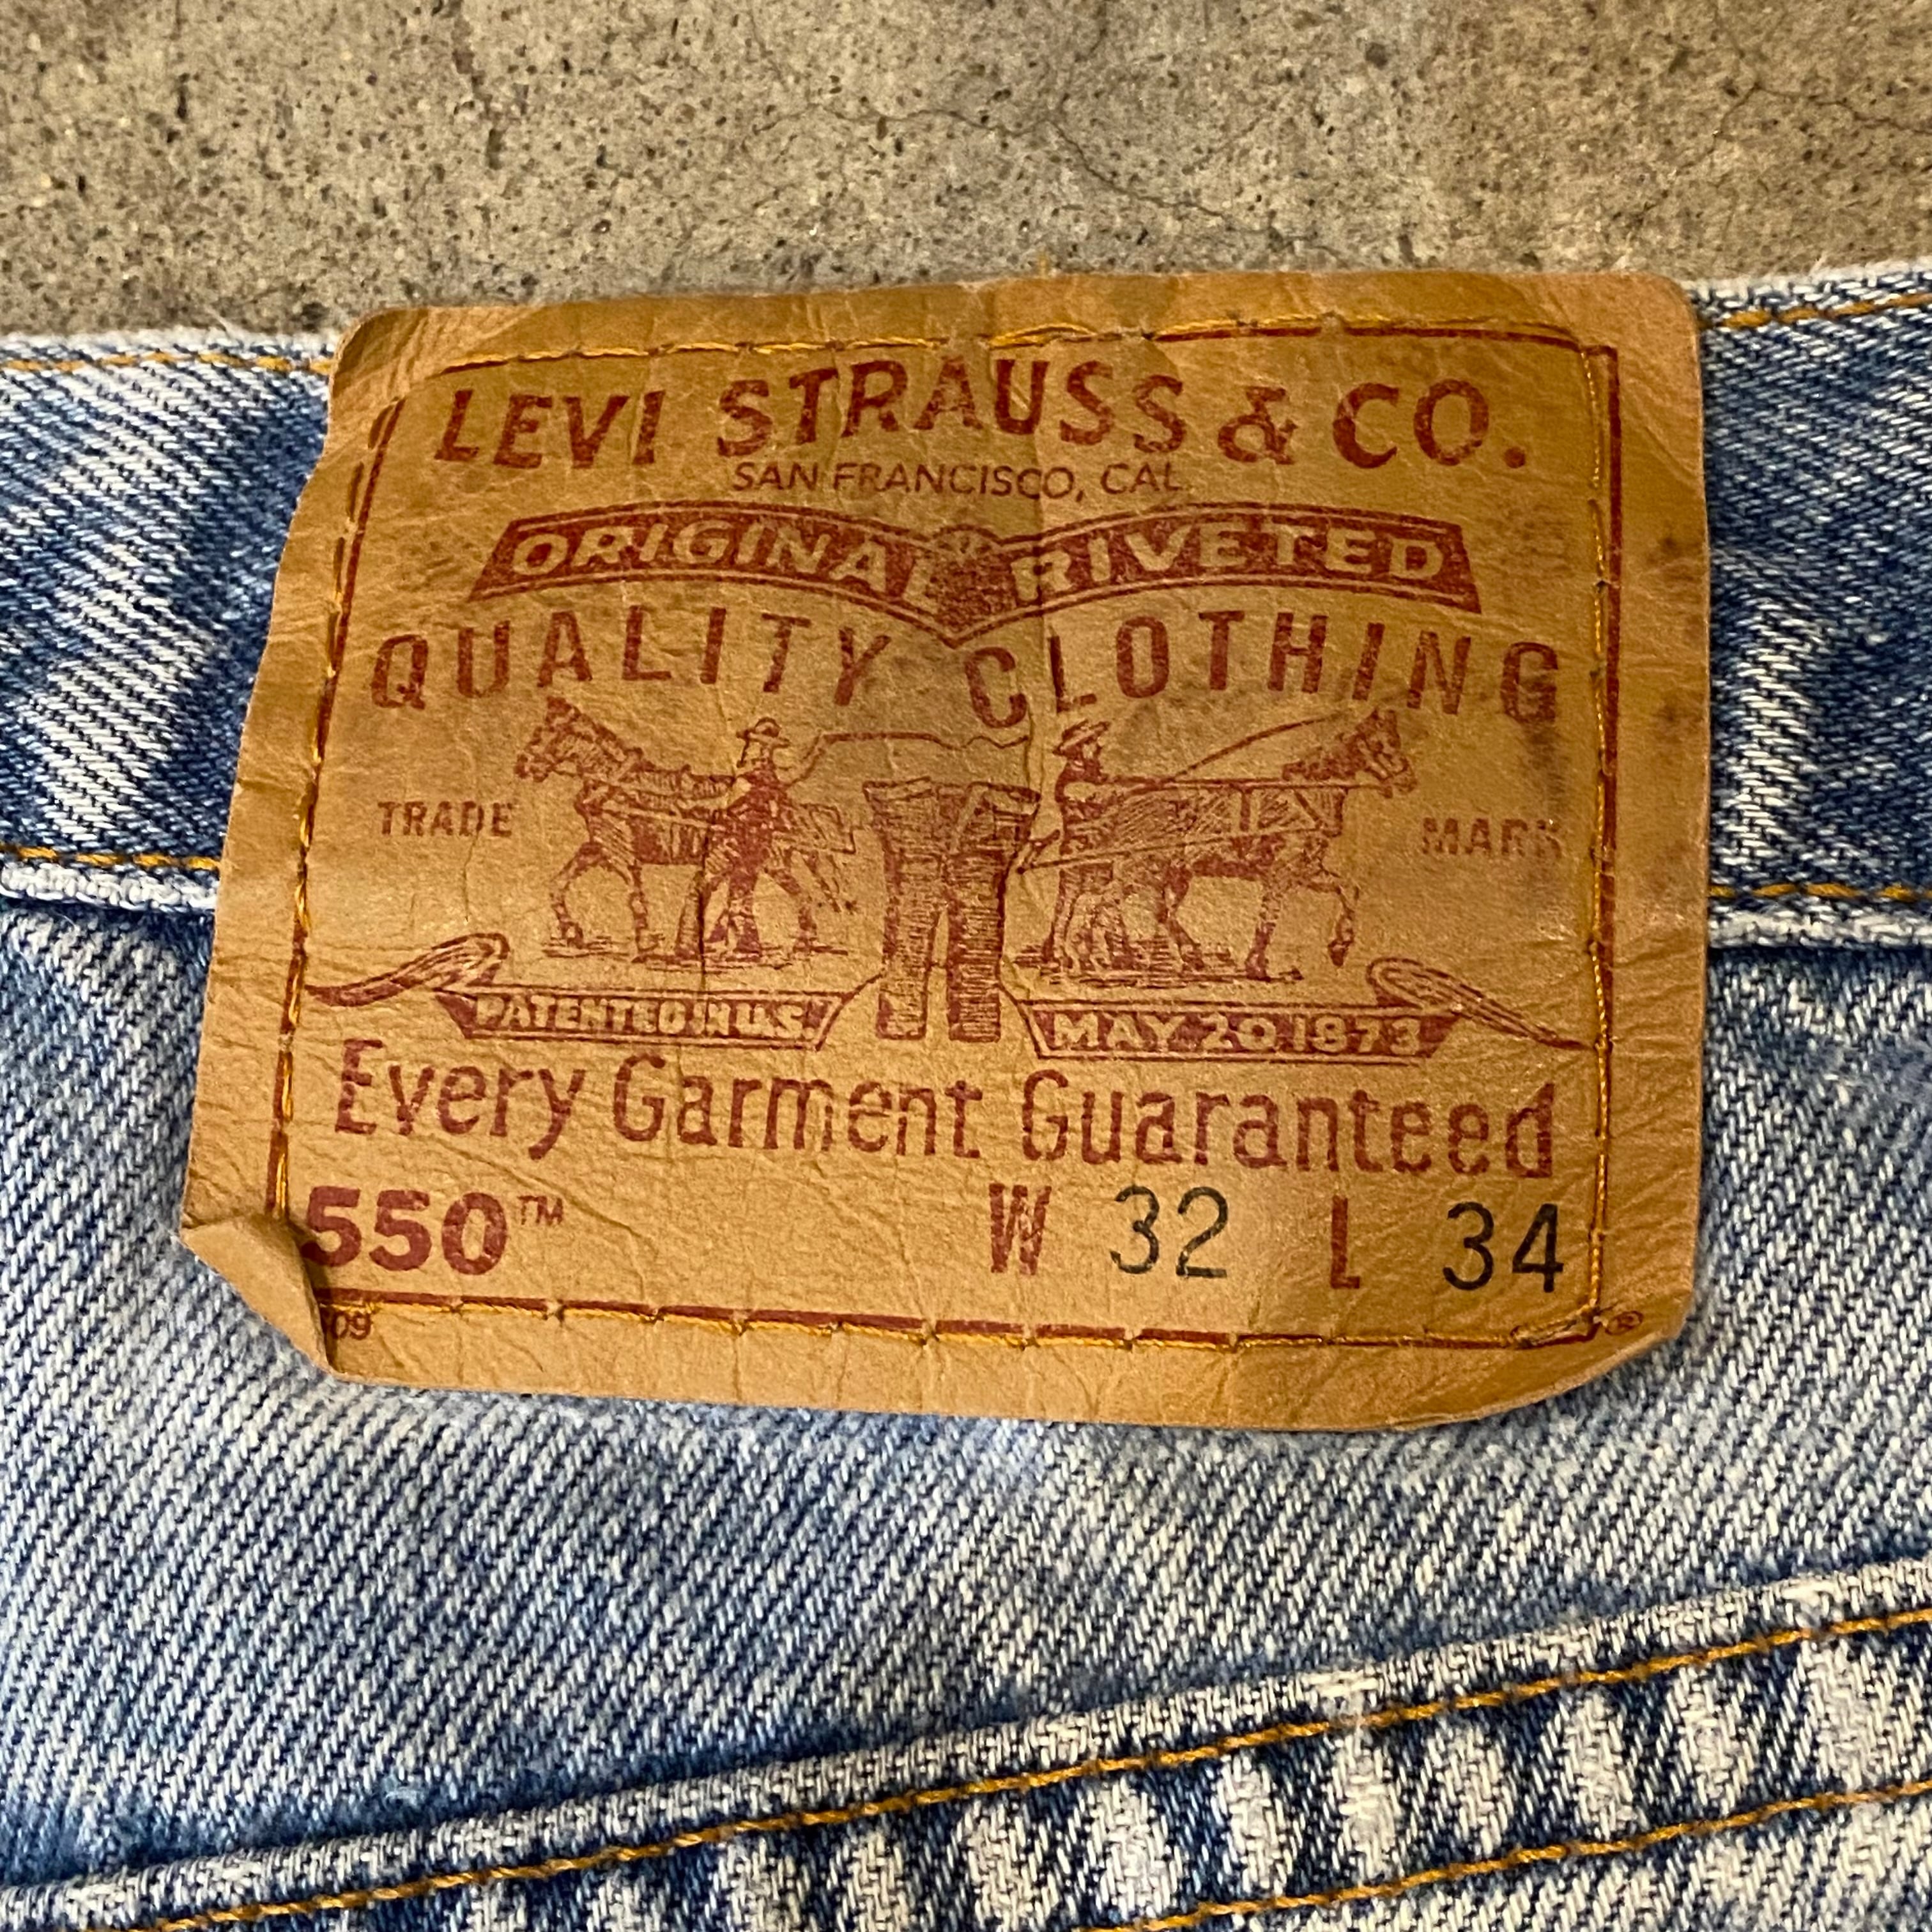 LEVI STRAUSS & CO.
SAN FRANCISCO, CAL.
ORIGINAL RIVETED
QUALITY CLOTHING
TRADE MARK
PATENTED IN U.S. MAY 20 1873
Every Garment Guaranteed
550™ W 32 L 34
®